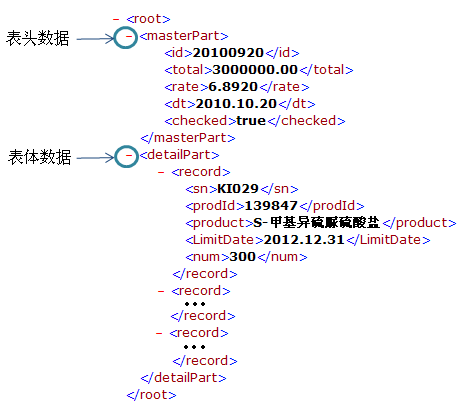 - <root>
表头数据 - <masterPart>
<id>20100920</id>
<total>3000000.00</total>
<rate>6.8920</rate>
<dt>2010.10.20</dt>
<checked>true</checked>
</masterPart>
表体数据 - <detailPart>
- <record>
<sn>KI029</sn>
<prodId>139847</prodId>
<product>S-甲基异硫脲硫酸盐</product>
<LimitDate>2012.12.31</LimitDate>
<num>300</num>
</record>
- <record>
•••
</record>
- <record>
•••
</record>
</detailPart>
</root>